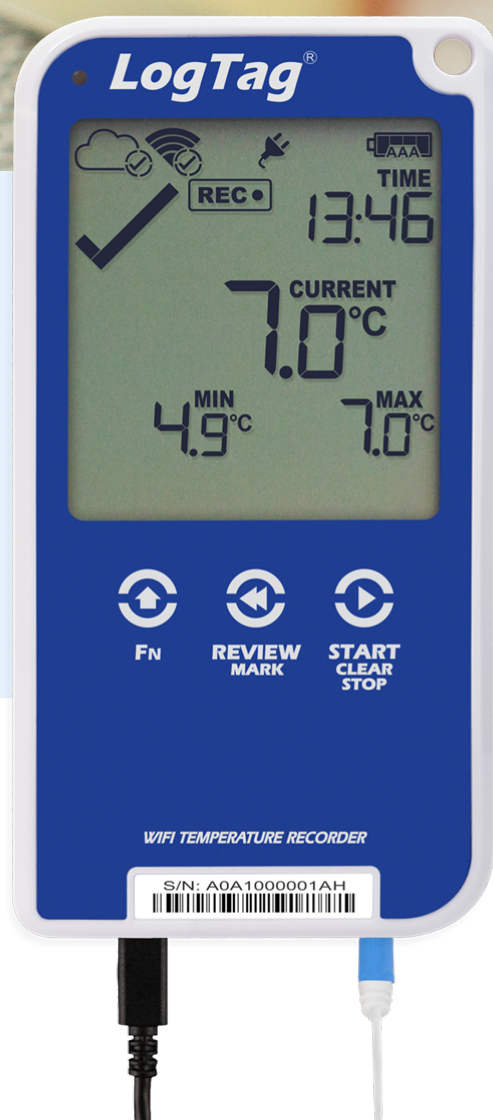 LogTag®
AAA
REC
TIME
13:46
CURRENT
7.0°C
MIN
4.9°C
MAX
7.0°C
FN
REVIEW
MARK
START
CLEAR
STOP
WIFI TEMPERATURE RECORDER
S/N: A0A1000001AH